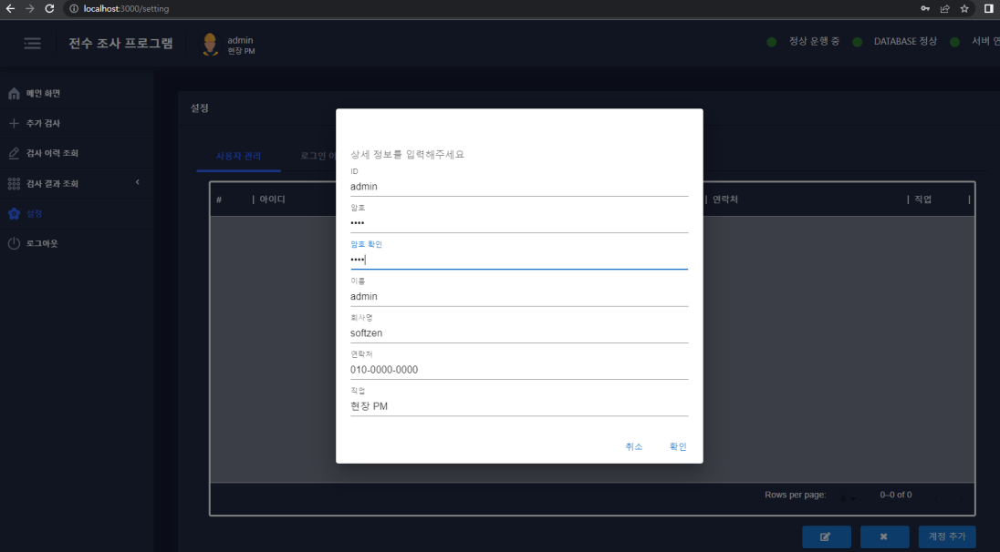 localhost:3000/setting
전수 조사 프로그램
admin
현장 PM
정상 운행 중
DATABASE 정상
서버 연
메인 화면
추가 검사
검사 이력 조회
검사 결과 조회
설정
로그아웃
설정
사용자 관리
로그인 이
#
| 아이디
| 연락처
| 직업
|
상세 정보를 입력해주세요
ID
admin
암호
••••
암호 확인
••••
이름
admin
회사명
softzen
연락처
010-0000-0000
직업
현장 PM
취소
확인
Rows per page:
0–0 of 0
계정 추가